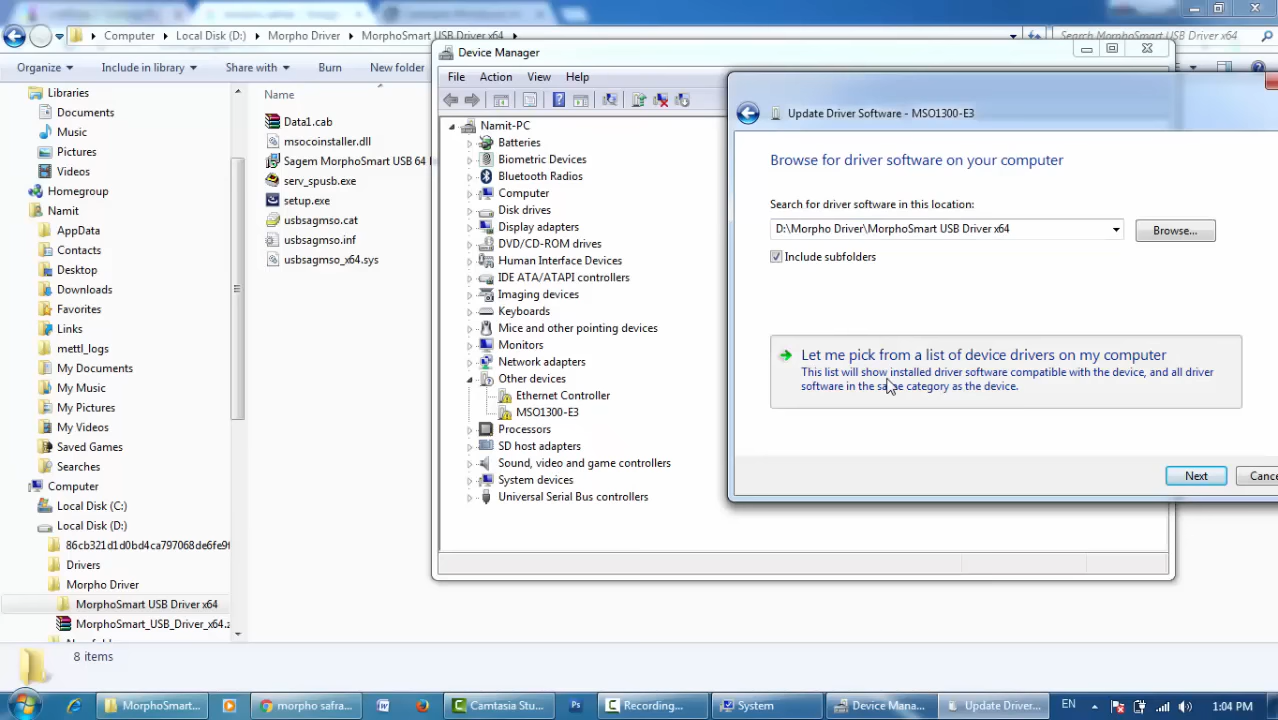 Computer
Local Disk (D:)
Morpho Driver
MorphoSmart USB Driver x64
Search MorphoSmart USB Driver x64
Organize
Include in library
Share with
Burn
New folder
Libraries
Documents
Music
Pictures
Videos
Homegroup
Namit
AppData
Contacts
Desktop
Downloads
Favorites
Links
mettl_logs
My Documents
My Music
My Pictures
My Videos
Saved Games
Searches
Computer
Local Disk (C:)
Local Disk (D:)
86cb321d1d0bd4ca797068de6fe9f
Drivers
Morpho Driver
MorphoSmart USB Driver x64
MorphoSmart_USB_Driver_x64.z
Name
Data1.cab
msocoinstaller.dll
Sagem MorphoSmart USB 64
serv_spusb.exe
setup.exe
usbsagmso.cat
usbsagmso.inf
usbsagmso_x64.sys
8 items
Device Manager
File
Action
View
Help
Namit-PC
Batteries
Biometric Devices
Bluetooth Radios
Computer
Disk drives
Display adapters
DVD/CD-ROM drives
Human Interface Devices
IDE ATA/ATAPI controllers
Imaging devices
Keyboards
Mice and other pointing devices
Monitors
Network adapters
Other devices
Ethernet Controller
MSO1300-E3
Processors
SD host adapters
Sound, video and game controllers
System devices
Universal Serial Bus controllers
Update Driver Software - MSO1300-E3
Browse for driver software on your computer
Search for driver software in this location:
D:\Morpho Driver\MorphoSmart USB Driver x64
Browse...
Include subfolders
Let me pick from a list of device drivers on my computer
This list will show installed driver software compatible with the device, and all driver
software in the same category as the device.
Next
Cance
MorphoSmart...
morpho safra...
Camtasia Stu...
Recording...
System
Device Mana...
Update Driver...
EN
1:04 PM